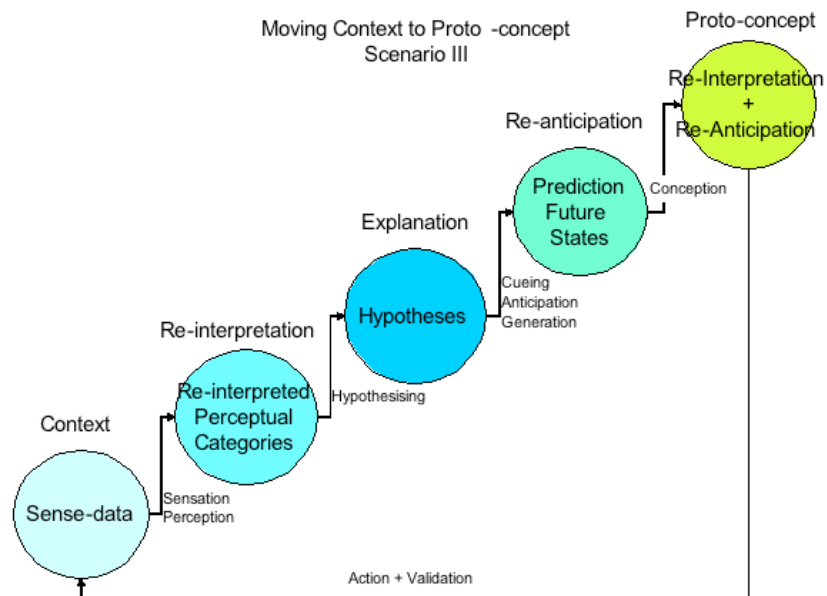 Moving Context to Proto -concept
Scenario III
Proto-concept
Re-Interpretation
+
Re-Anticipation
Re-anticipation
Prediction
Future
States
Conception
Explanation
Hypotheses
Cueing
Anticipation
Generation
Re-interpretation
Re-interpreted
Perceptual
Categories
Hypothesising
Context
Sense-data
Sensation
Perception
Action + Validation